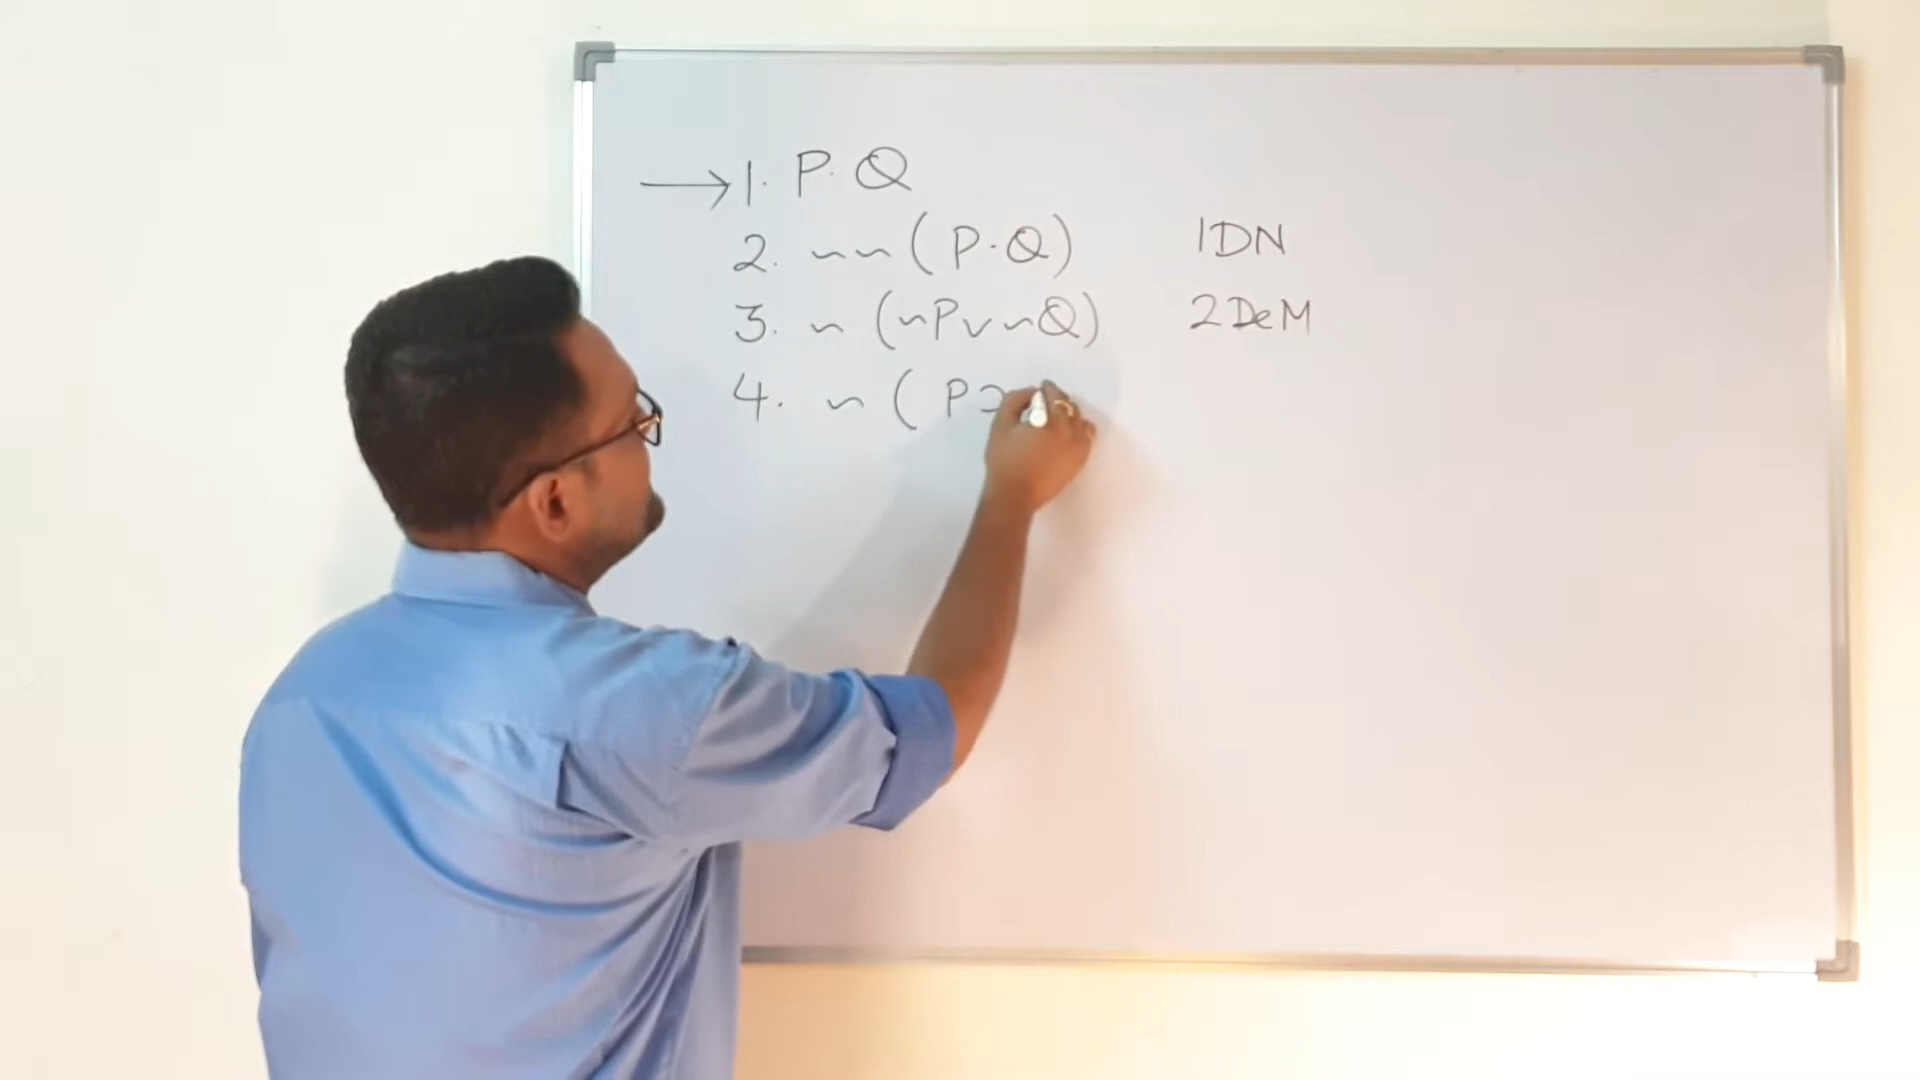 → 1. P · Q
2. ~~(P · Q) 1DN
3. ~(~P v ~Q) 2DeM
4. ~(P ⊃